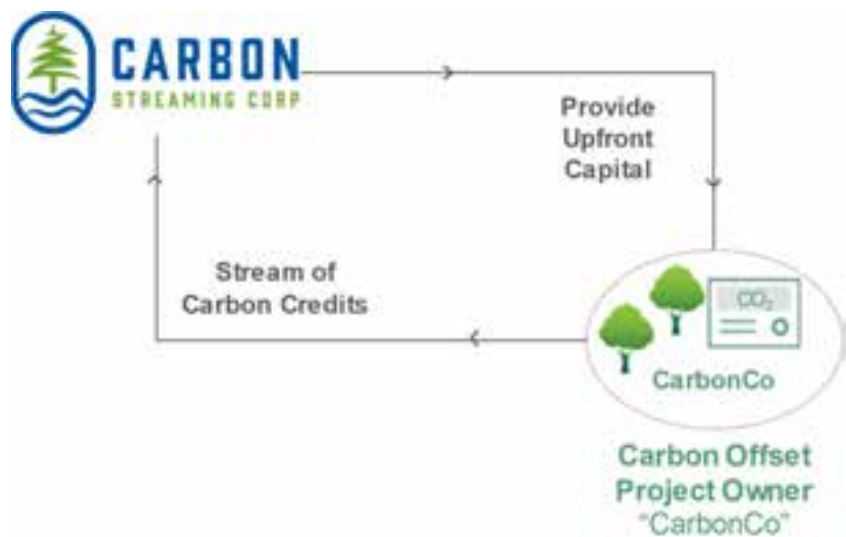 CARBON
STREAMING CORP
Provide
Upfront
Capital
Stream of
Carbon Credits
CO₂
CarbonCo
Carbon Offset
Project Owner
"CarbonCo"